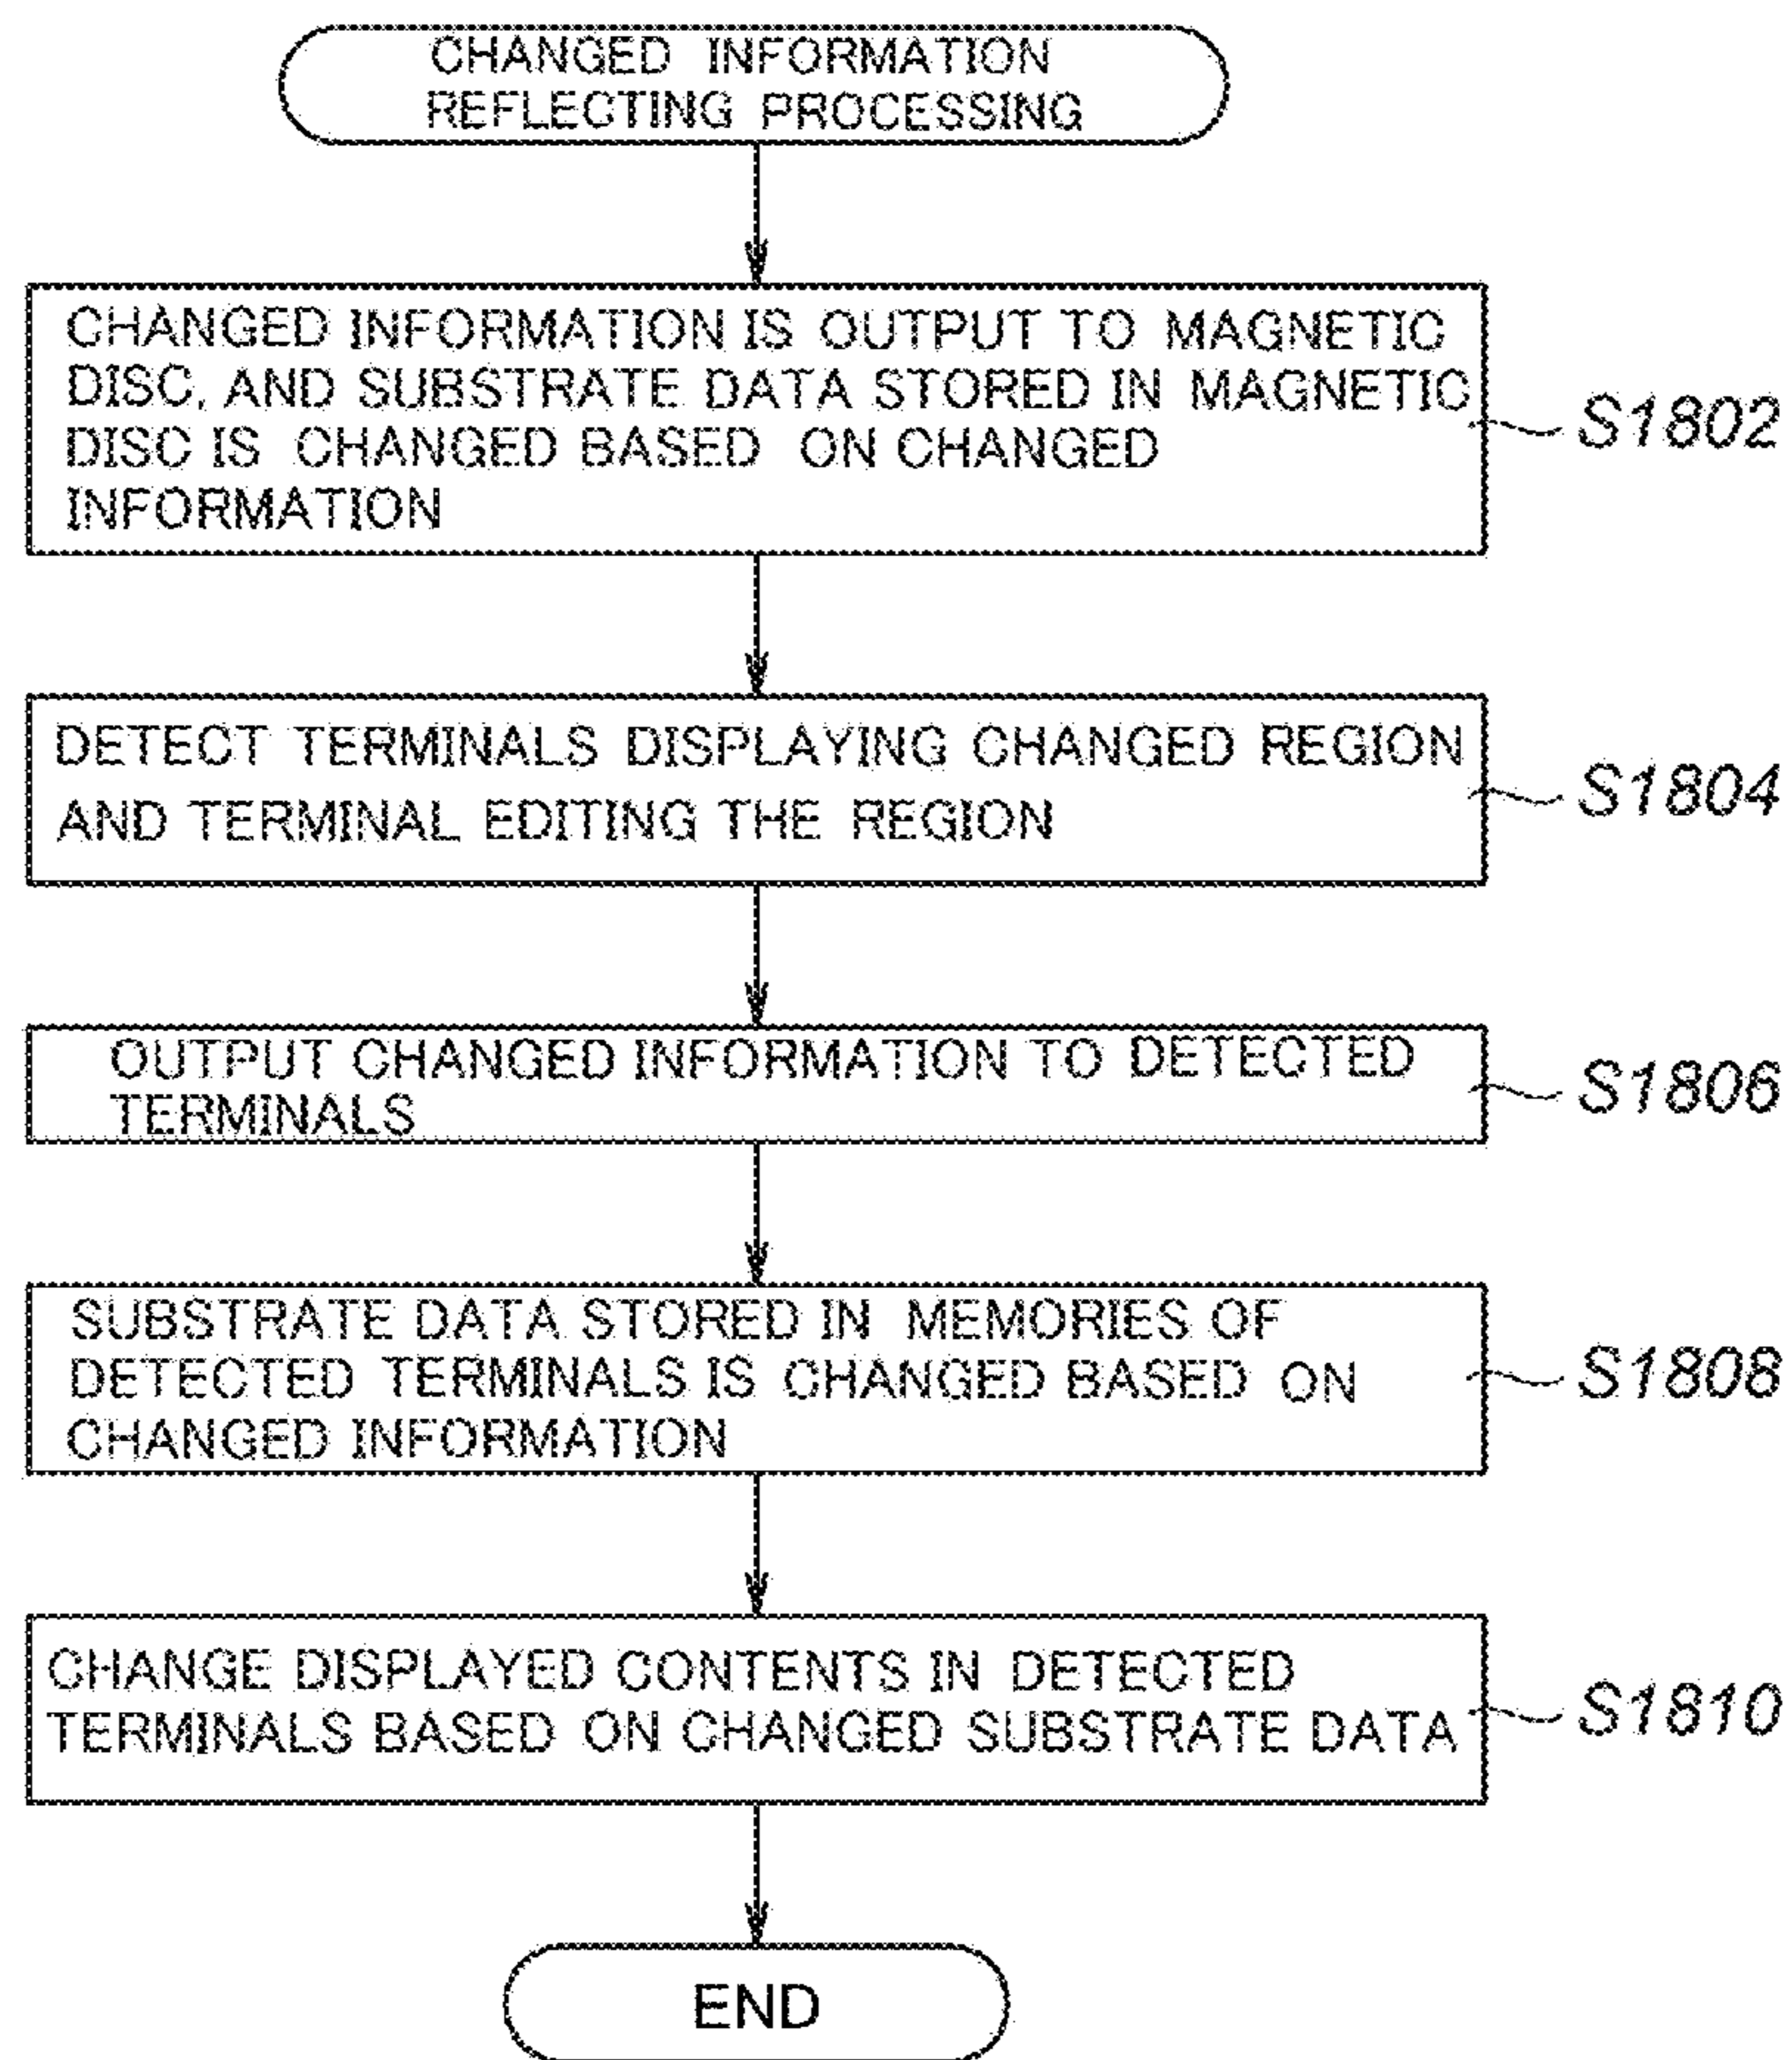 CHANGED INFORMATION
REFLECTING PROCESSING
CHANGED INFORMATION IS OUTPUT TO MAGNETIC
DISC, AND SUBSTRATE DATA STORED IN MAGNETIC
DISC IS CHANGED BASED ON CHANGED
INFORMATION
S1802
DETECT TERMINALS DISPLAYING CHANGED REGION
AND TERMINAL EDITING THE REGION
S1804
OUTPUT CHANGED INFORMATION TO DETECTED
TERMINALS
S1806
SUBSTRATE DATA STORED IN MEMORIES OF
DETECTED TERMINALS IS CHANGED BASED ON
CHANGED INFORMATION
S1808
CHANGE DISPLAYED CONTENTS IN DETECTED
TERMINALS BASED ON CHANGED SUBSTRATE DATA
S1810
END